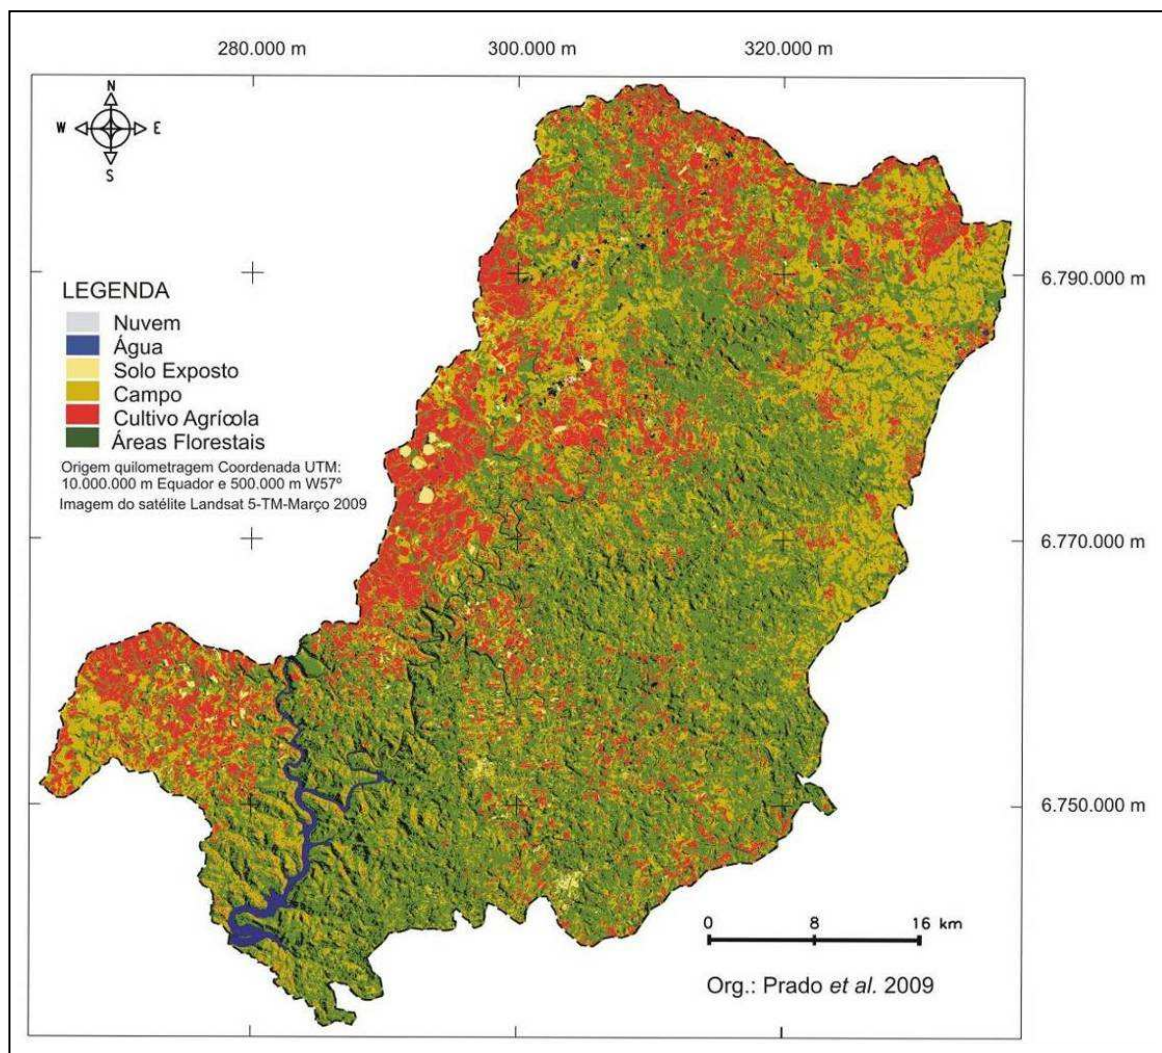 280.000 m 300.000 m 320.000 m
N
W E
S
6.790.000 m
LEGENDA
Nuvem
Água
Solo Exposto
Campo
Cultivo Agrícola
Áreas Florestais
Origem quilometragem Coordenada UTM:
10.000.000 m Equador e 500.000 m W57º
Imagem do satélite Landsat 5-TM-Março 2009
6.770.000 m
6.750.000 m
0 8 16 km
Org.: Prado et al. 2009